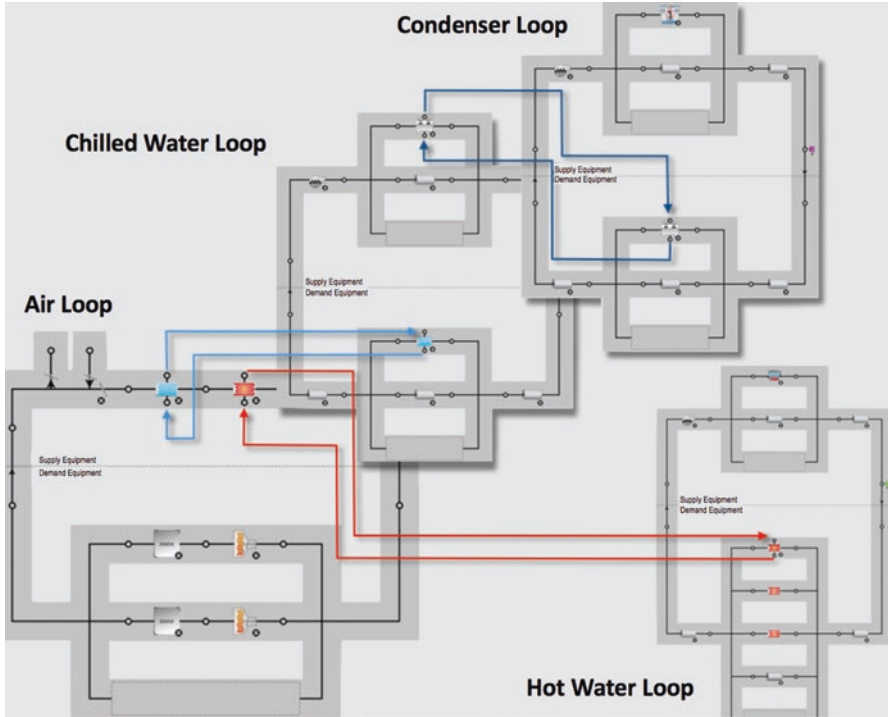 Condenser Loop
Chilled Water Loop
Supply Equipment
Demand Equipment
Supply Equipment
Demand Equipment
Air Loop
Supply Equipment
Demand Equipment
Supply Equipment
Demand Equipment
Hot Water Loop